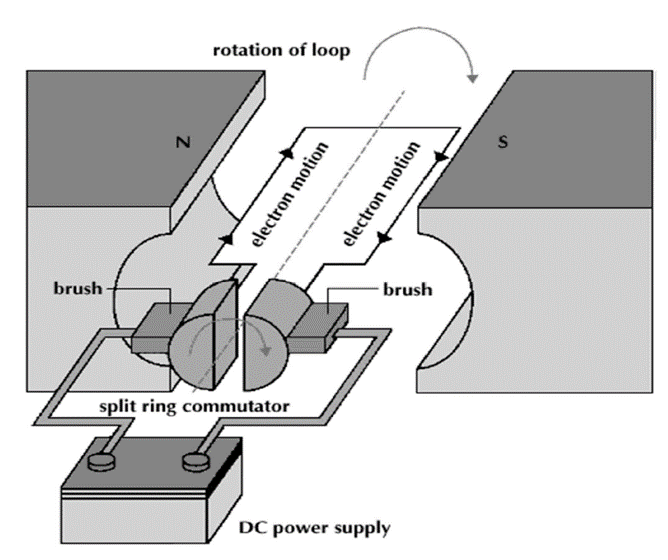 rotation of loop
N
S
electron motion
electron motion
brush
brush
split ring commutator
DC power supply